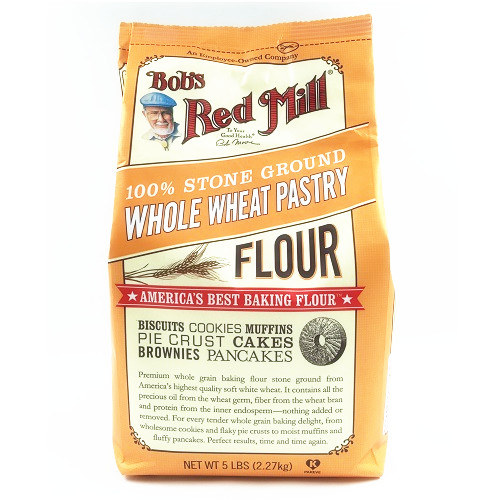 An Employee-Owned Company
Bob's
Red Mill®
To Your
Good Health®
Bob Moore
100% STONE GROUND
WHOLE WHEAT PASTRY
FLOUR
★ AMERICA'S BEST BAKING FLOUR™ ★
BISCUITS COOKIES MUFFINS
PIE CRUST CAKES
BROWNIES PANCAKES
Premium whole grain baking flour stone ground from
America's highest quality soft white wheat. It contains all the
precious oil from the wheat germ, fiber from the wheat bran
and protein from the inner endosperm—nothing added or
removed. For every tender whole grain baking delight, from
wholesome cookies and flaky pie crusts to moist muffins and
fluffy pancakes. Perfect results, time and time again.
NET WT 5 LBS (2.27kg)
K
PAREVE